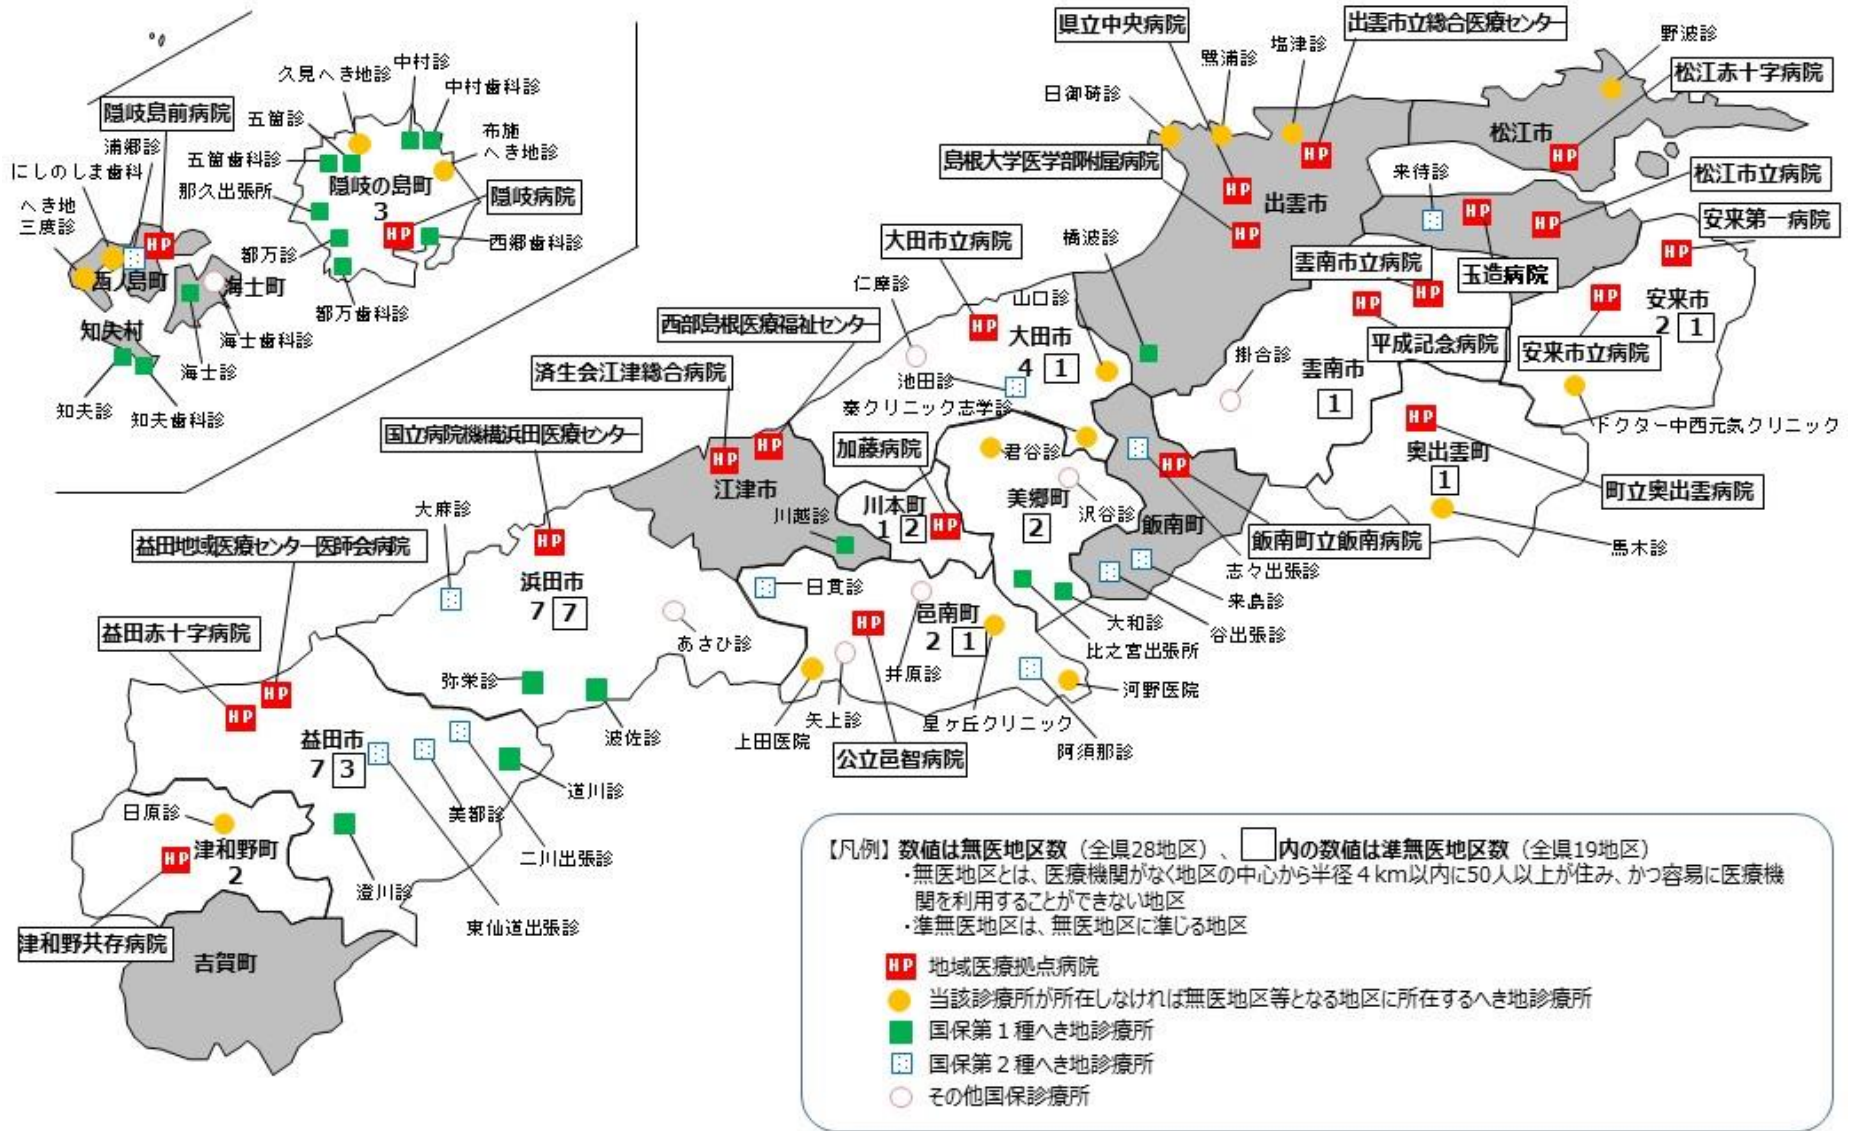 隠岐島前病院
浦郷診
にしのしま歯科
へき地
三度診
西ノ島町
海士町
知夫村
海士歯科診
海士診
知夫診
知夫歯科診
久見へき地診
中村診
中村歯科診
五箇診
布施
へき地診
五箇歯科診
那久出張所
隠岐の島町
3
隠岐病院
西郷歯科診
都万診
都万歯科診
県立中央病院
鷺浦診
塩津診
出雲市立総合医療センター
野波診
松江赤十字病院
日御碕診
松江市
島根大学医学部附属病院
来待診
松江市立病院
出雲市
安来第一病院
大田市立病院
橋波診
雲南市立病院
玉造病院
仁摩診
山口診
安来市
2 1
西部島根医療福祉センター
大田市
4 1
平成記念病院
安来市立病院
掛合診
雲南市
1
済生会江津総合病院
池田診
秦クリニック志学診
ドクター中西元気クリニック
国立病院機構浜田医療センター
加藤病院
君谷診
奥出雲町
1
町立奥出雲病院
江津市
川本町
1 2
美郷町
2
沢谷診
飯南町
飯南町立飯南病院
馬木診
大麻診
川越診
志々出張診
益田地域医療センター医師会病院
浜田市
7 7
日貫診
邑南町
2 1
来島診
谷出張診
大和診
比之宮出張所
益田赤十字病院
あさひ診
井原診
河野医院
弥栄診
矢上診
星ヶ丘クリニック
波佐診
上田医院
阿須那診
公立邑智病院
益田市
7 3
道川診
美都診
日原診
二川出張診
津和野町
2
澄川診
東仙道出張診
津和野共存病院
吉賀町
HP HP HP HP HP HP HP HP HP HP HP HP HP HP HP HP HP HP HP HP HP HP HP HP
【凡例】数値は無医地区数（全県28地区）、 内の数値は準無医地区数（全県19地区）
・無医地区とは、医療機関がなく地区の中心から半径４km以内に50人以上が住み、かつ容易に医療機
関を利用することができない地区
・準無医地区は、無医地区に準じる地区
HP 地域医療拠点病院
当該診療所が所在しなければ無医地区等となる地区に所在するへき地診療所
国保第１種へき地診療所
国保第２種へき地診療所
その他国保診療所